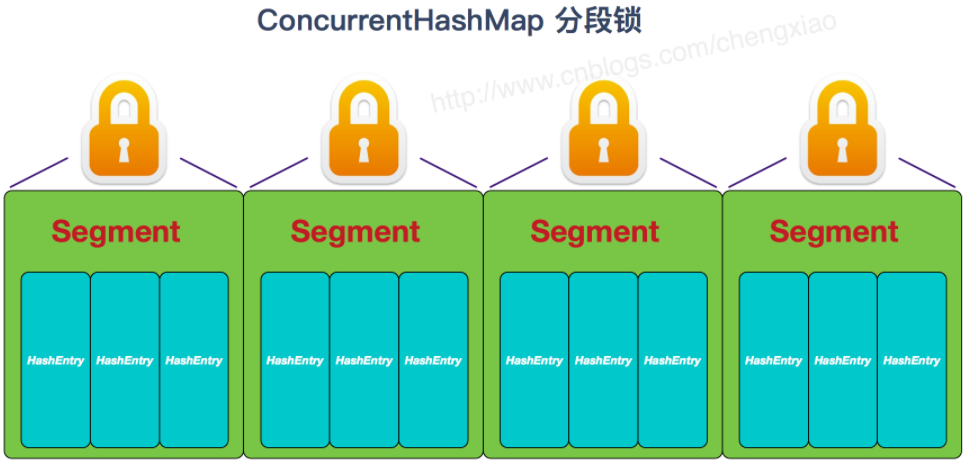 ConcurrentHashMap 分段锁
http://www.cnblogs.com/chengxiao
Segment Segment Segment Segment
HashEntry HashEntry HashEntry HashEntry HashEntry HashEntry HashEntry HashEntry HashEntry HashEntry HashEntry HashEntry